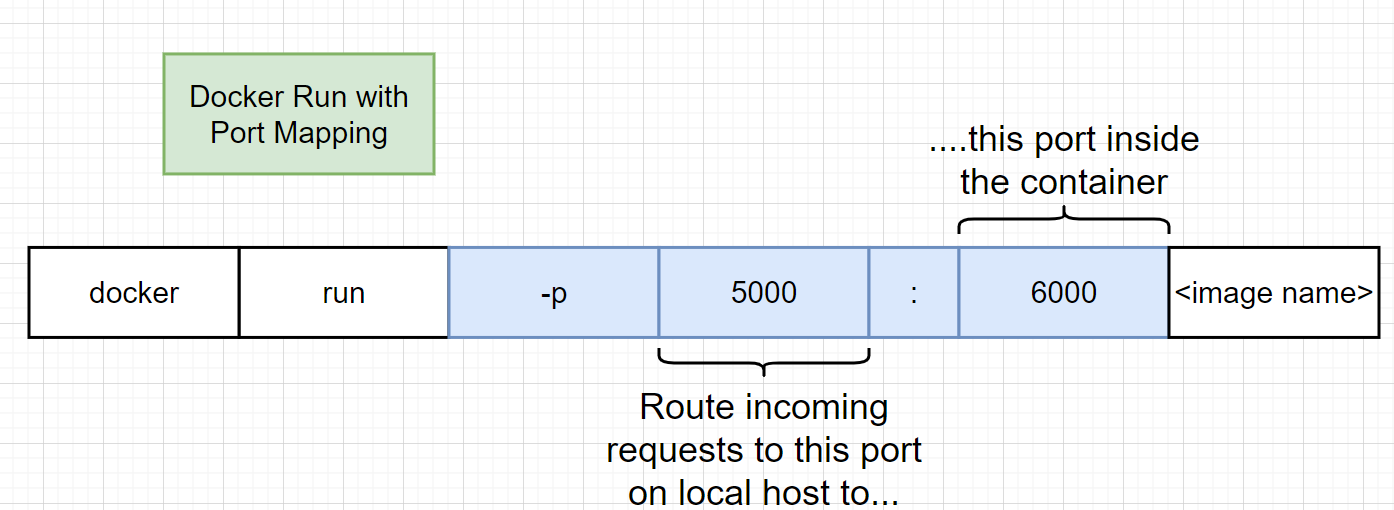 Docker Run with
Port Mapping
....this port inside
the container
docker run -p 5000 : 6000 <image name>
Route incoming
requests to this port
on local host to...